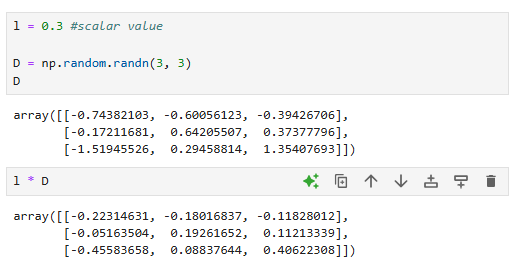 l = 0.3 #scalar value
D = np.random.randn(3, 3)
D
array([[-0.74382103, -0.60056123, -0.39426706],
       [-0.17211681,  0.64205507,  0.37377796],
       [-1.51945526,  0.29458814,  1.35407693]])
l * D
array([[-0.22314631, -0.18016837, -0.11828012],
       [-0.05163504,  0.19261652,  0.11213339],
       [-0.45583658,  0.08837644,  0.40622308]])